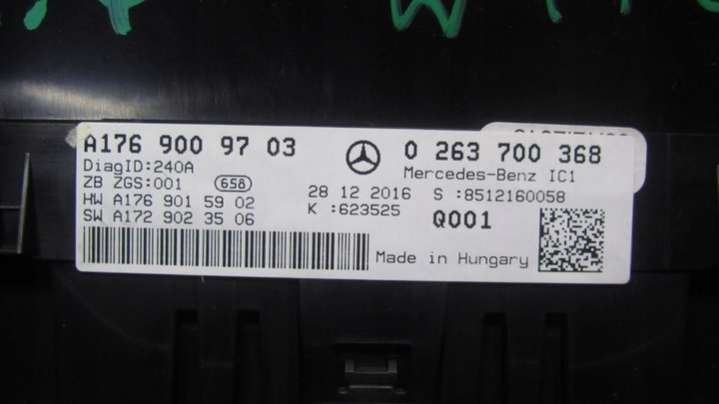 A176 900 97 03
DiagID:240A
ZB ZGS:001 658
HW A176 901 59 02
SW A172 902 35 06
0 263 700 368
Mercedes-Benz IC1
28 12 2016 S :8512160058
K :623525 Q001
Made in Hungary